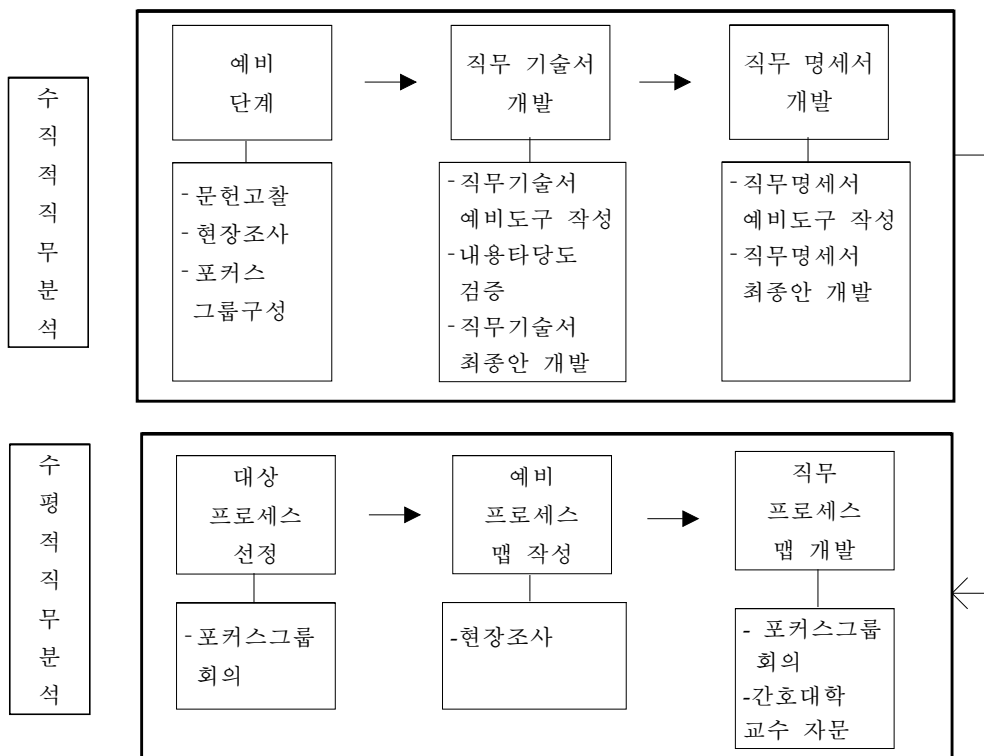 수
직
적
직
무
분
석
예비
단계
직무 기술서
개발
직무 명세서
개발
-문헌고찰
-현장조사
-포커스
그룹구성
-직무기술서
예비도구 작성
-내용타당도
검증
-직무기술서
최종안 개발
-직무명세서
예비도구 작성
-직무명세서
최종안 개발
수
평
적
직
무
분
석
대상
프로세스
선정
예비
프로세스
맵 작성
직무
프로세스
맵 개발
-포커스그룹
회의
-현장조사
- 포커스그룹
회의
-간호대학
교수 자문